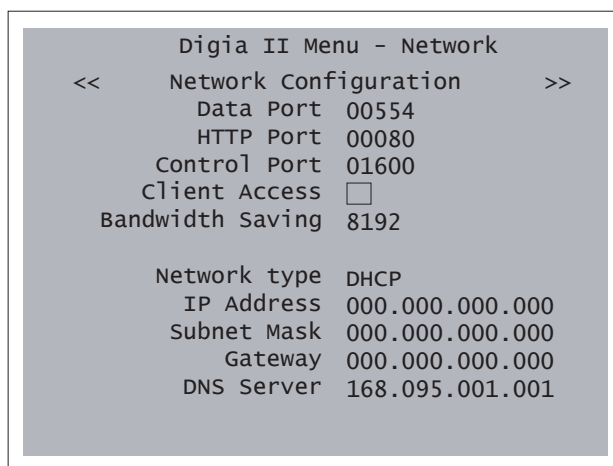 Digia II Menu - Network
<< Network Configuration >>
Data Port 00554
HTTP Port 00080
Control Port 01600
Client Access
Bandwidth Saving 8192
Network type DHCP
IP Address 000.000.000.000
Subnet Mask 000.000.000.000
Gateway 000.000.000.000
DNS Server 168.095.001.001